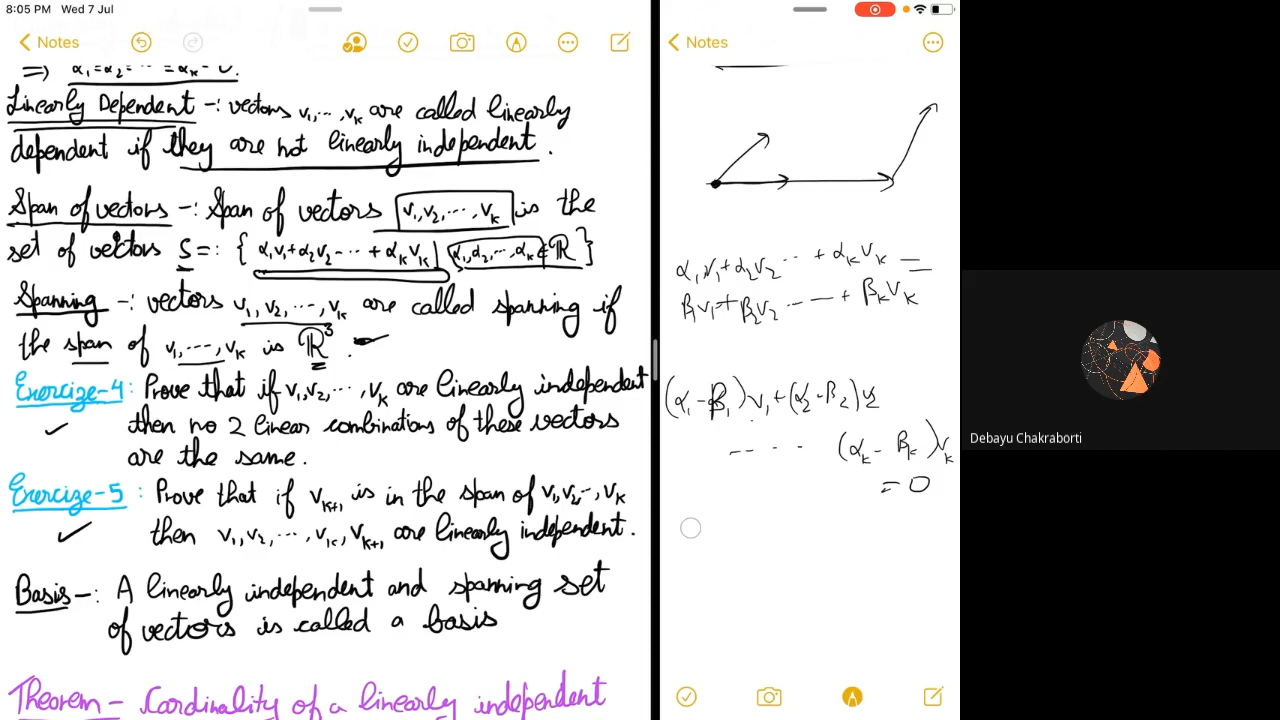 8:05 PM Wed 7 Jul
Notes
=) α₁=α₂= ... =αₖ=0.
Linearly Dependent -: vectors v₁,..., vₖ are called linearly
dependent if they are not linearly independent.
Span of vectors -: Span of vectors v₁, v₂, ..., vₖ is the
set of vectors S =: { α₁v₁+α₂v₂ ... + αₖvₖ | α₁, α₂, ..., αₖ ∈ ℝ }
Spanning -: vectors v₁, v₂, ..., vₖ are called spanning if
the span of v₁, ..., vₖ is ℝ³.
Exercize-4 : Prove that if v₁, v₂, ..., vₖ are linearly independent
then no 2 linear combinations of these vectors
are the same.
Exercize-5 : Prove that if vₖ₊₁ is in the span of v₁, v₂ .., vₖ
then v₁, v₂, ..., vₖ, vₖ₊₁ are linearly independent.
Basis -: A linearly independent and spanning set
of vectors is called a basis
Theorem - Cardinality of a linearly independent
Notes
α₁v₁+α₂v₂ ... + αₖvₖ =
β₁v₁+β₂v₂ ... + βₖvₖ
(α₁-β₁)v₁+(α₂-β₂)v₂
... (αₖ-βₖ)vₖ
= 0
Debayu Chakraborti